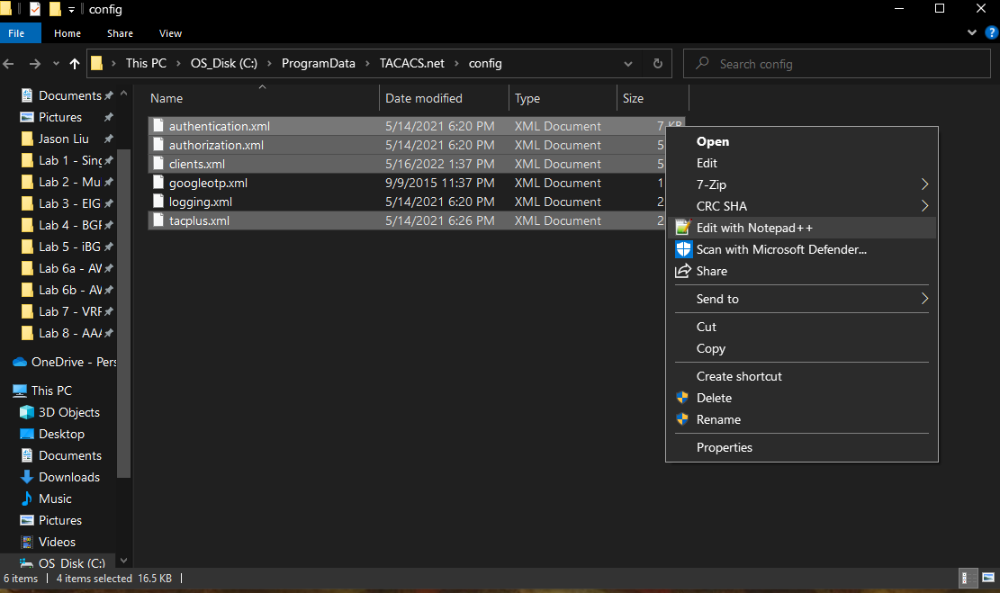 config
File Home Share View
This PC OS_Disk (C:) ProgramData TACACS.net config
Search config
Name Date modified Type Size
authentication.xml 5/14/2021 6:20 PM XML Document 7 KB
authorization.xml 5/14/2021 6:20 PM XML Document 5
clients.xml 5/16/2022 1:37 PM XML Document 5
googleotp.xml 9/9/2015 11:37 PM XML Document 1
logging.xml 5/14/2021 6:20 PM XML Document 2
tacplus.xml 5/14/2021 6:26 PM XML Document 2
Documents
Pictures
Jason Liu
Lab 1 - Sing
Lab 2 - Mu
Lab 3 - EIG
Lab 4 - BGP
Lab 5 - iBG
Lab 6a - AV
Lab 6b - AV
Lab 7 - VRF
Lab 8 - AAA
OneDrive - Pers
This PC
3D Objects
Desktop
Documents
Downloads
Music
Pictures
Videos
OS_Disk (C:)
Open
Edit
7-Zip
CRC SHA
Edit with Notepad++
Scan with Microsoft Defender...
Share
Send to
Cut
Copy
Create shortcut
Delete
Rename
Properties
6 items 4 items selected 16.5 KB